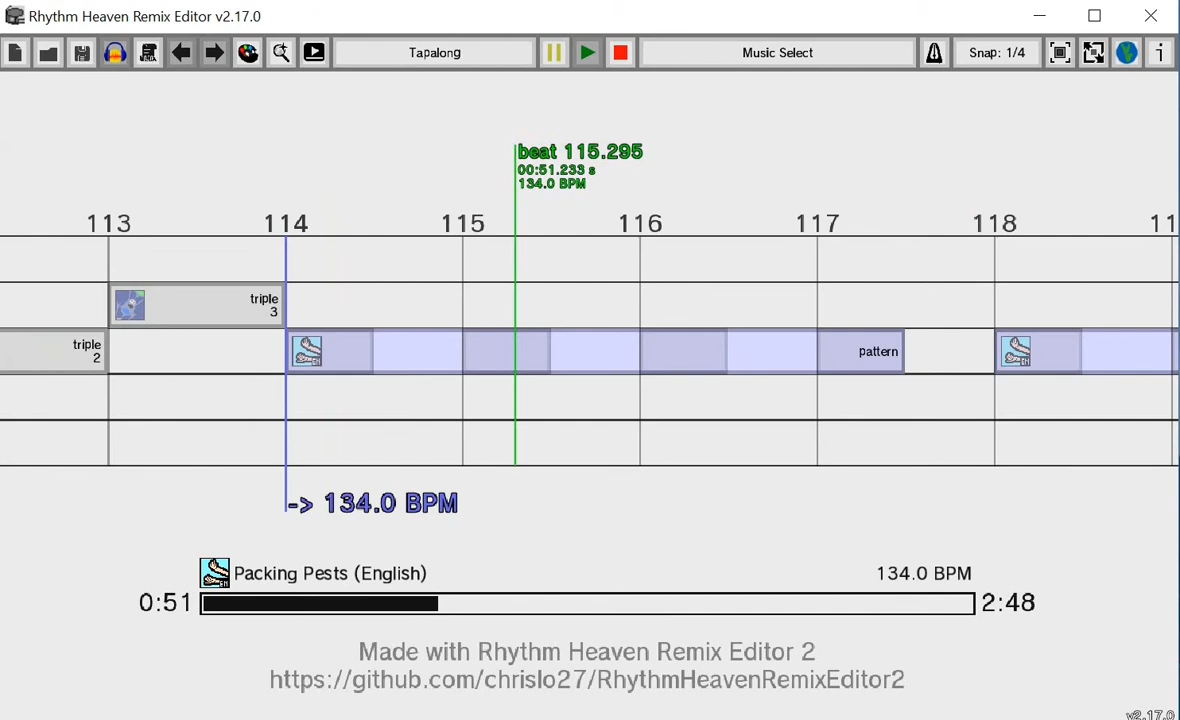 Rhythm Heaven Remix Editor v2.17.0
Tapalong
Music Select
Snap: 1/4
beat 115.295
00:51.233 s
134.0 BPM
113 114 115 116 117 118 11
triple
3
triple
2
pattern
-> 134.0 BPM
Packing Pests (English) 134.0 BPM
0:51 2:48
Made with Rhythm Heaven Remix Editor 2
https://github.com/chrislo27/RhythmHeavenRemixEditor2
v2.17.0